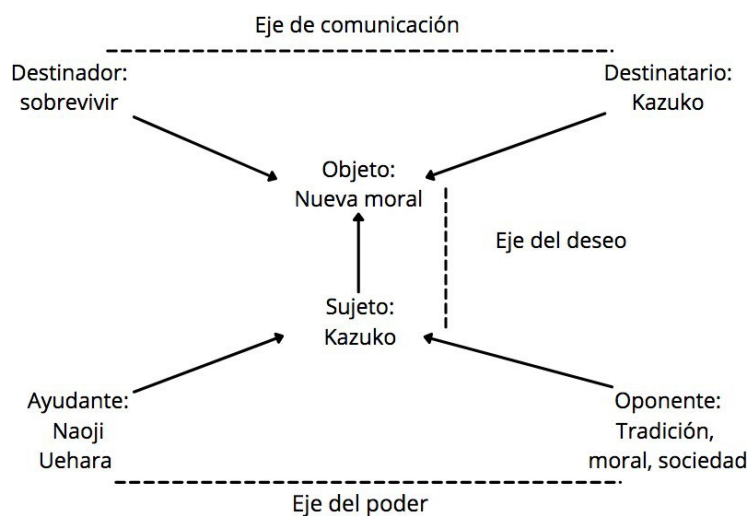 Eje de comunicación
Destinador:
sobrevivir
Destinatario:
Kazuko
Objeto:
Nueva moral
Eje del deseo
Sujeto:
Kazuko
Ayudante:
Naoji
Uehara
Oponente:
Tradición,
moral, sociedad
Eje del poder